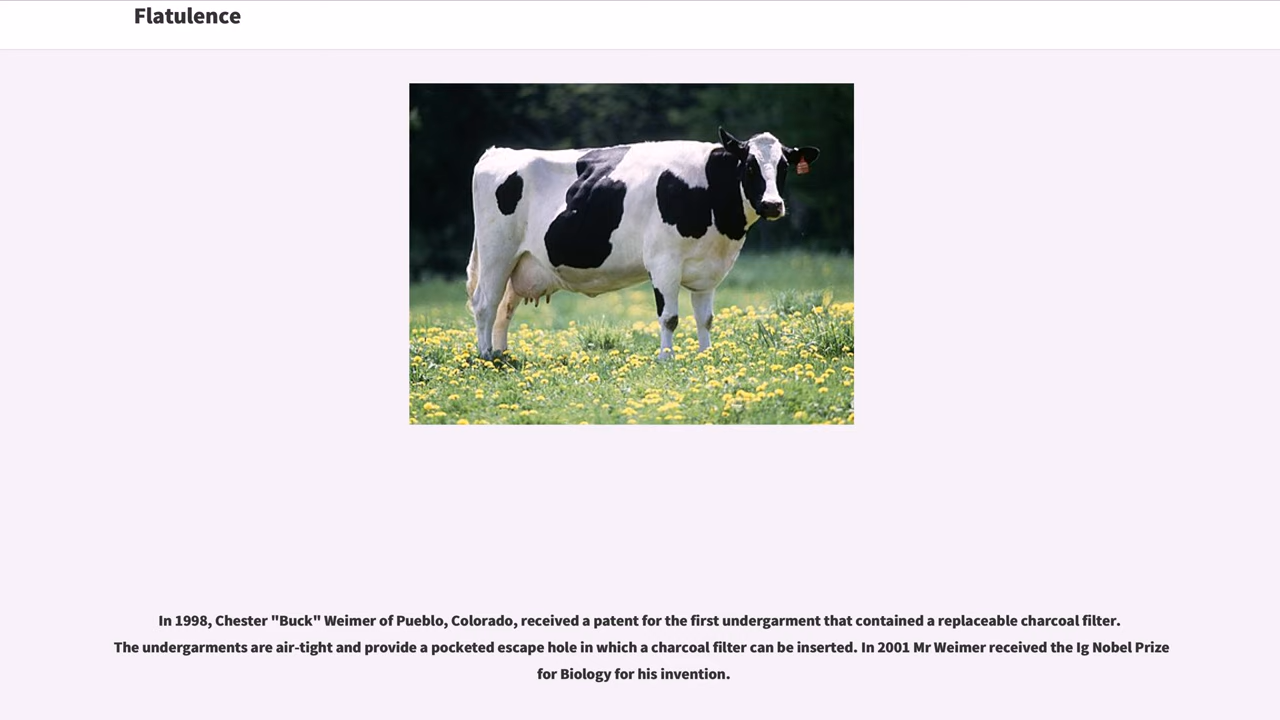 Flatulence
In 1998, Chester "Buck" Weimer of Pueblo, Colorado, received a patent for the first undergarment that contained a replaceable charcoal filter.
The undergarments are air-tight and provide a pocketed escape hole in which a charcoal filter can be inserted. In 2001 Mr Weimer received the Ig Nobel Prize
for Biology for his invention.